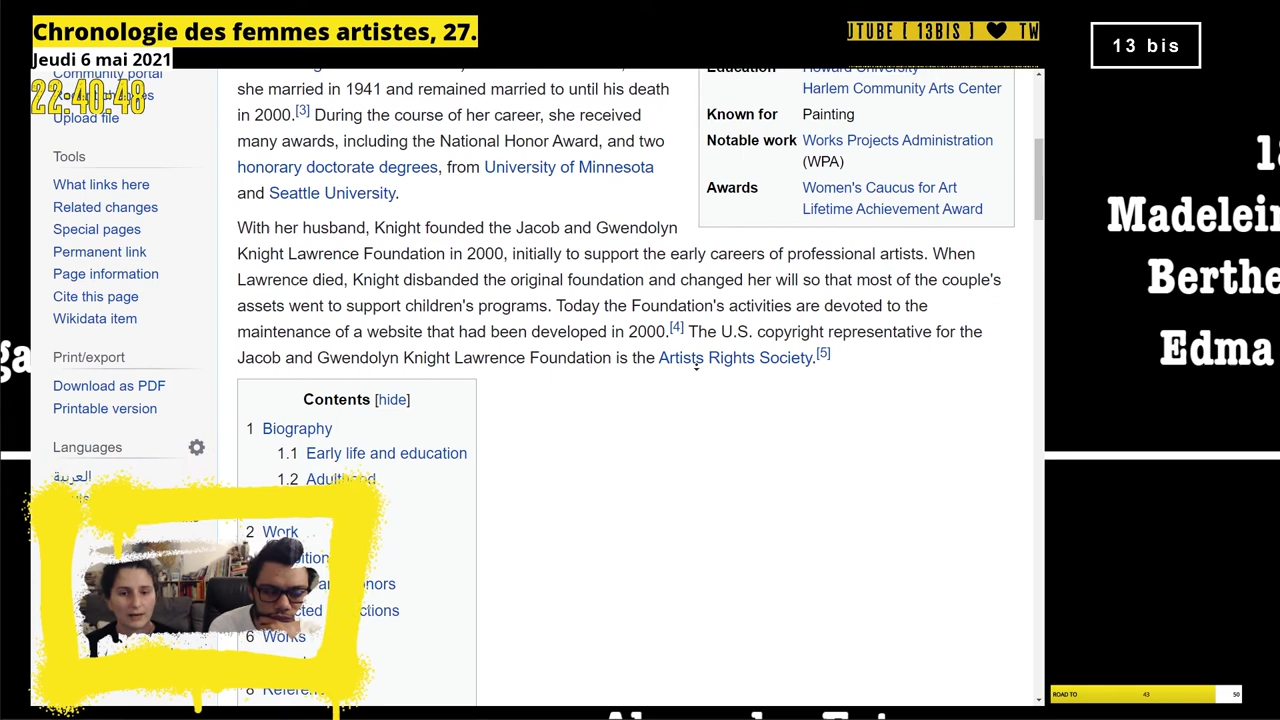 Chronologie des femmes artistes, 27.
Jeudi 6 mai 2021
22:40:48
UTUBE [ 13BIS ] ♥ TW
13 bis
Community portal
Upload file
Tools
What links here
Related changes
Special pages
Permanent link
Page information
Cite this page
Wikidata item
Print/export
Download as PDF
Printable version
Languages
العربية
she married in 1941 and remained married to until his death
in 2000.[3] During the course of her career, she received
many awards, including the National Honor Award, and two
honorary doctorate degrees, from University of Minnesota
and Seattle University.
Education Howard University
Harlem Community Arts Center
Known for Painting
Notable work Works Projects Administration
(WPA)
Awards Women's Caucus for Art
Lifetime Achievement Award
With her husband, Knight founded the Jacob and Gwendolyn
Knight Lawrence Foundation in 2000, initially to support the early careers of professional artists. When
Lawrence died, Knight disbanded the original foundation and changed her will so that most of the couple's
assets went to support children's programs. Today the Foundation's activities are devoted to the
maintenance of a website that had been developed in 2000.[4] The U.S. copyright representative for the
Jacob and Gwendolyn Knight Lawrence Foundation is the Artists Rights Society.[5]
Contents [hide]
1 Biography
1.1 Early life and education
1.2 Adulthood
2 Work
6 Works
8
Madelein
Berthe
Edma
ROAD TO 43 50